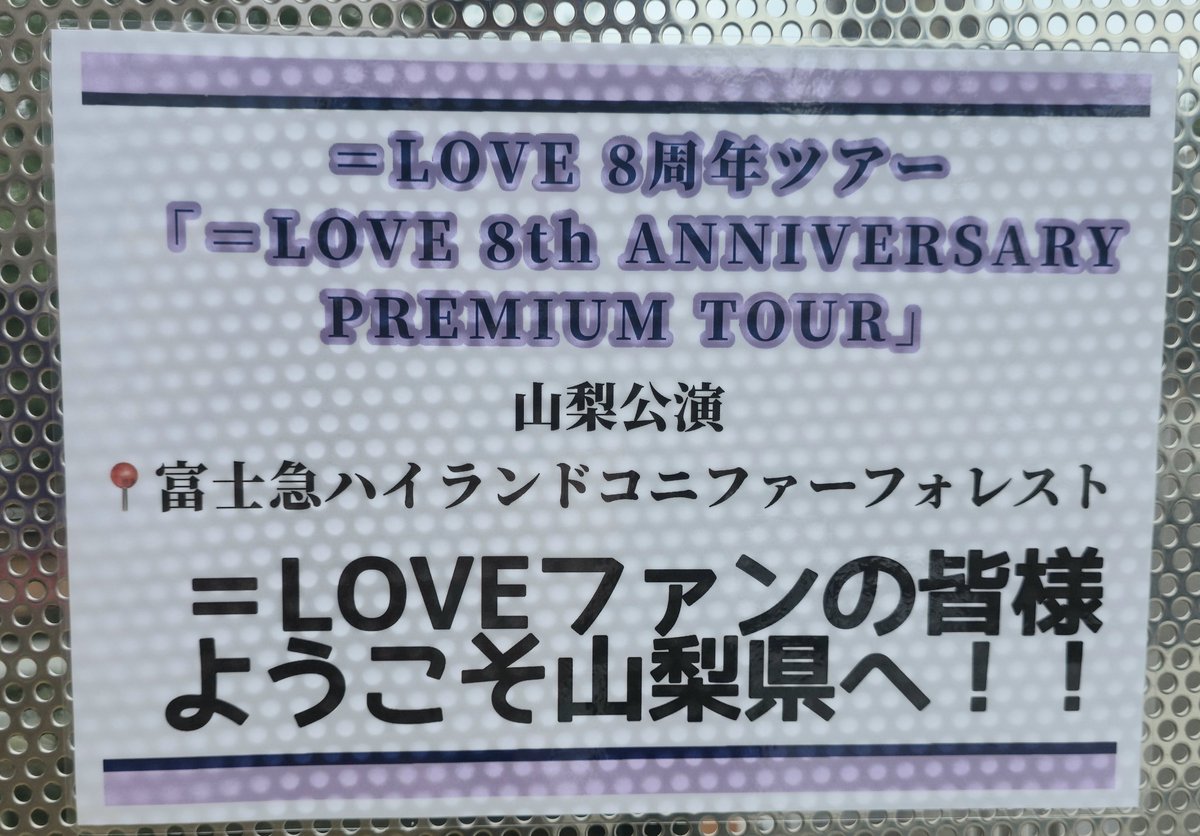 ＝LOVE 8周年ツアー
「＝LOVE 8th ANNIVERSARY
PREMIUM TOUR」
山梨公演
📍富士急ハイランドコニファーフォレスト
＝LOVEファンの皆様
ようこそ山梨県へ！！